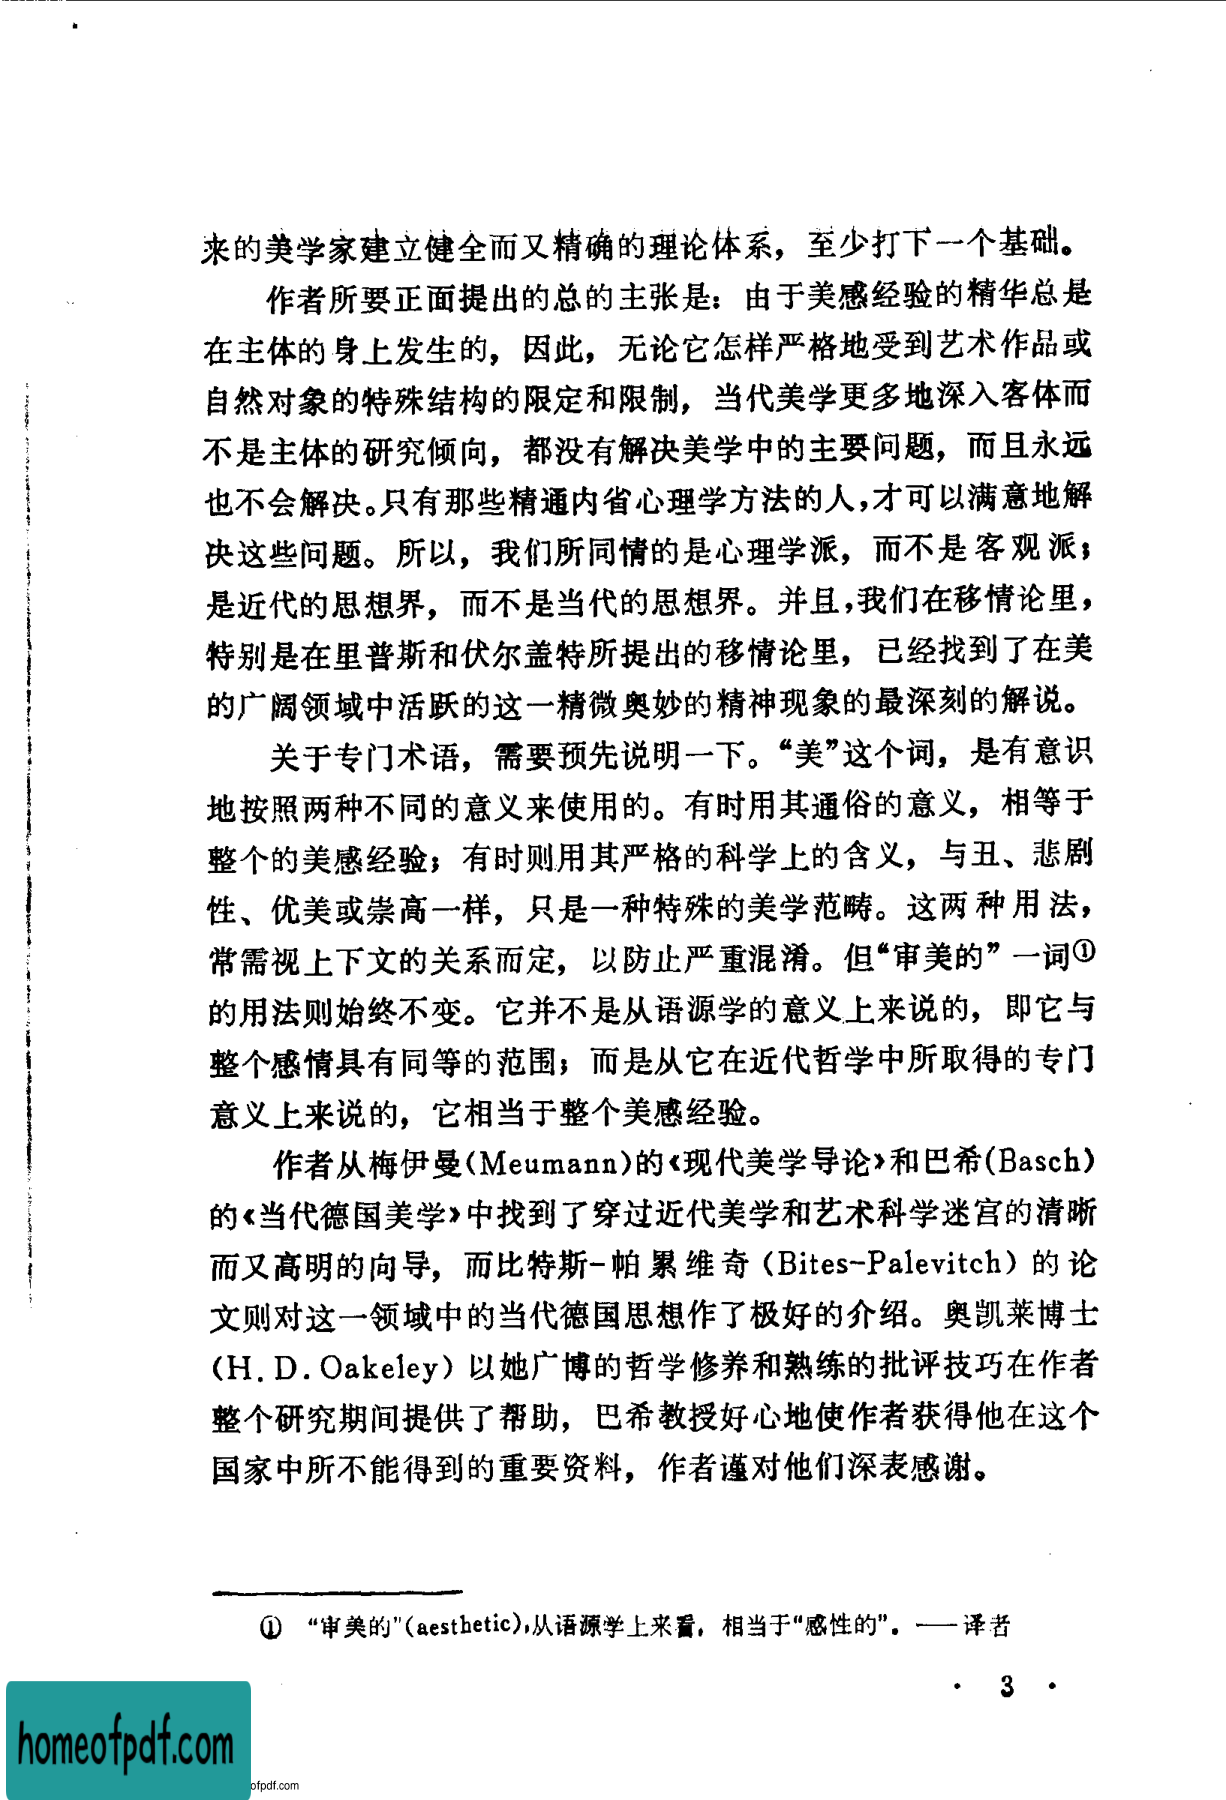 来的美学家建立健全而又精确的理论体系，至少打下一个基础。
作者所要正面提出的总的主张是：由于美感经验的精华总是
在主体的身上发生的，因此，无论它怎样严格地受到艺术作品或
自然对象的特殊结构的限定和限制，当代美学更多地深入客体而
不是主体的研究倾向，都没有解决美学中的主要问题，而且永远
也不会解决。只有那些精通内省心理学方法的人，才可以满意地解
决这些问题。所以，我们所同情的是心理学派，而不是客观派；
是近代的思想界，而不是当代的思想界。并且，我们在移情论里，
特别是在里普斯和伏尔盖特所提出的移情论里，已经找到了在美
的广阔领域中活跃的这一精微奥妙的精神现象的最深刻的解说。
关于专门术语，需要预先说明一下。“美”这个词，是有意识
地按照两种不同的意义来使用的。有时用其通俗的意义，相等于
整个的美感经验；有时则用其严格的科学上的含义，与丑、悲剧
性、优美或崇高一样，只是一种特殊的美学范畴。这两种用法，
常需视上下文的关系而定，以防止严重混淆。但“审美的”一词①
的用法则始终不变。它并不是从语源学的意义上来说的，即它与
整个感情具有同等的范围；而是从它在近代哲学中所取得的专门
意义上来说的，它相当于整个美感经验。
作者从梅伊曼(Meumann)的《现代美学导论》和巴希(Basch)
的《当代德国美学》中找到了穿过近代美学和艺术科学迷宫的清晰
而又高明的向导，而比特斯-帕累维奇(Bites-Palevitch)的论
文则对这一领域中的当代德国思想作了极好的介绍。奥凯莱博士
(H.D.Oakeley)以她广博的哲学修养和熟练的批评技巧在作者
整个研究期间提供了帮助，巴希教授好心地使作者获得他在这个
国家中所不能得到的重要资料，作者谨对他们深表感谢。
① “审美的”(aesthetic)，从语源学上来看，相当于“感性的”。——译者
· 3 ·
homeofpdf.com
ofpdf.com